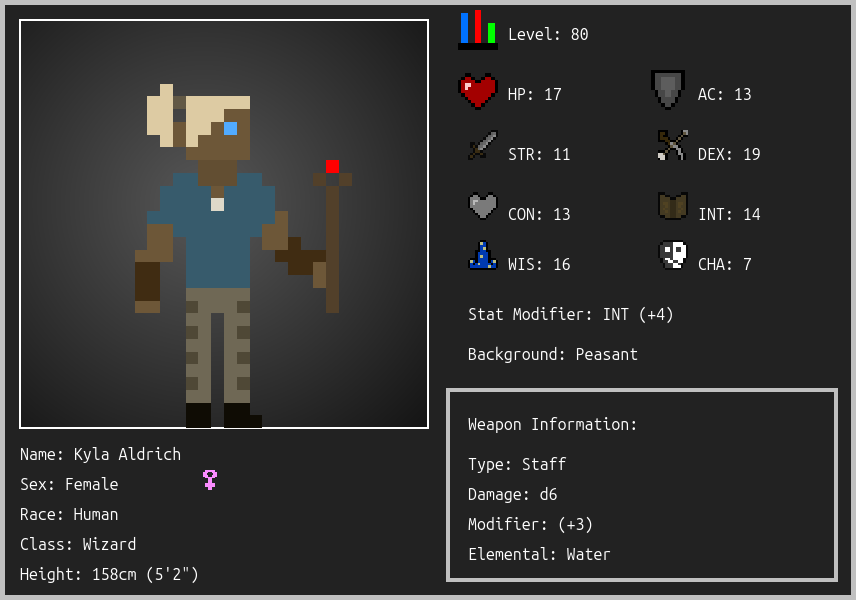 Level: 80
HP: 17
AC: 13
STR: 11
DEX: 19
CON: 13
INT: 14
WIS: 16
CHA: 7
Stat Modifier: INT (+4)
Background: Peasant
Weapon Information:
Type: Staff
Damage: d6
Modifier: (+3)
Elemental: Water
Name: Kyla Aldrich
Sex: Female
Race: Human
Class: Wizard
Height: 158cm (5'2")